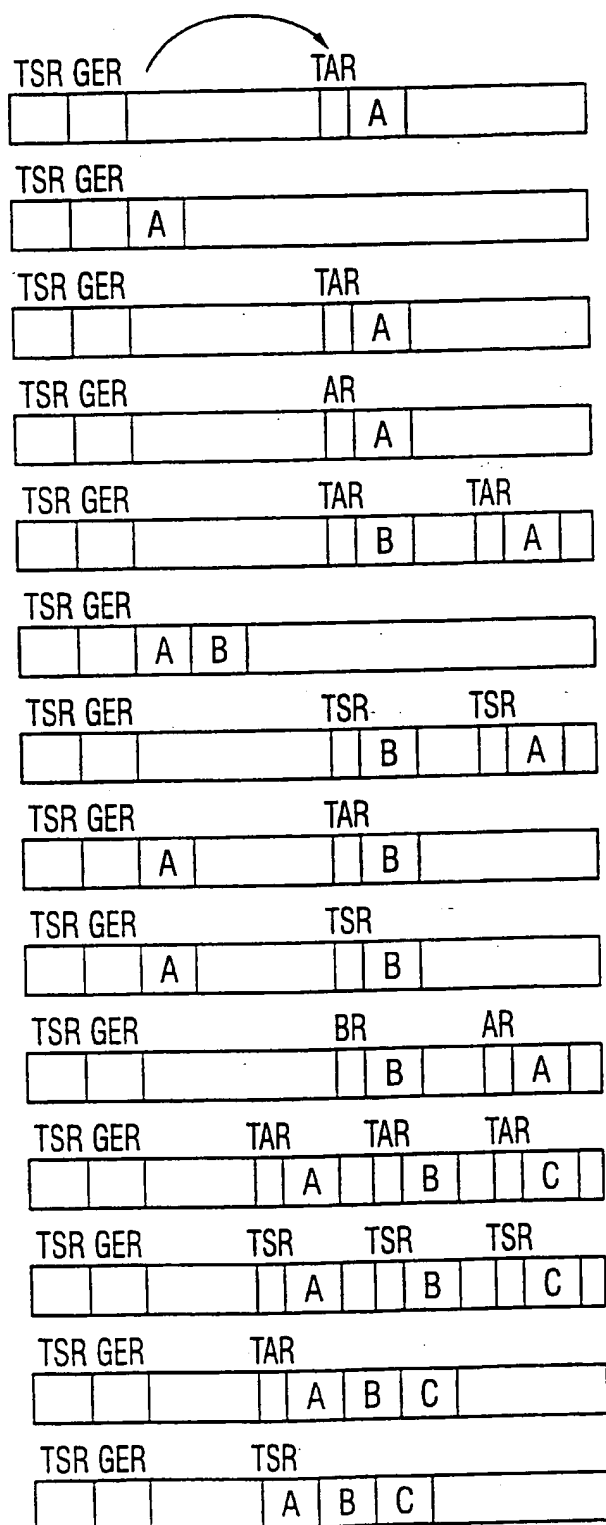 TSR GER TAR
A
TSR GER
A
TSR GER TAR
A
TSR GER AR
A
TSR GER TAR TAR
B A
TSR GER
A B
TSR GER TSR TSR
B A
TSR GER TAR
A B
TSR GER TSR
A B
TSR GER BR AR
B A
TSR GER TAR TAR TAR
A B C
TSR GER TSR TSR TSR
A B C
TSR GER TAR
A B C
TSR GER TSR
A B C